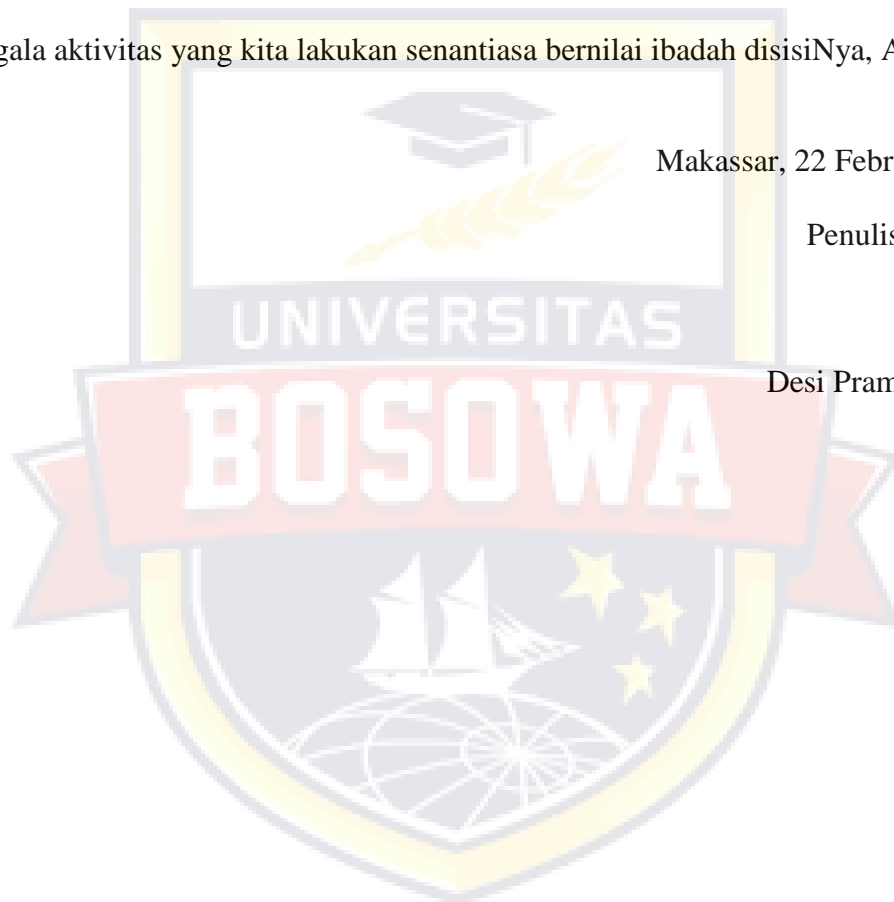 gala aktivitas yang kita lakukan senantiasa bernilai ibadah disisiNya, A
Makassar, 22 Febr
Penulis
Desi Pram
UNIVERSITAS
BOSOWA